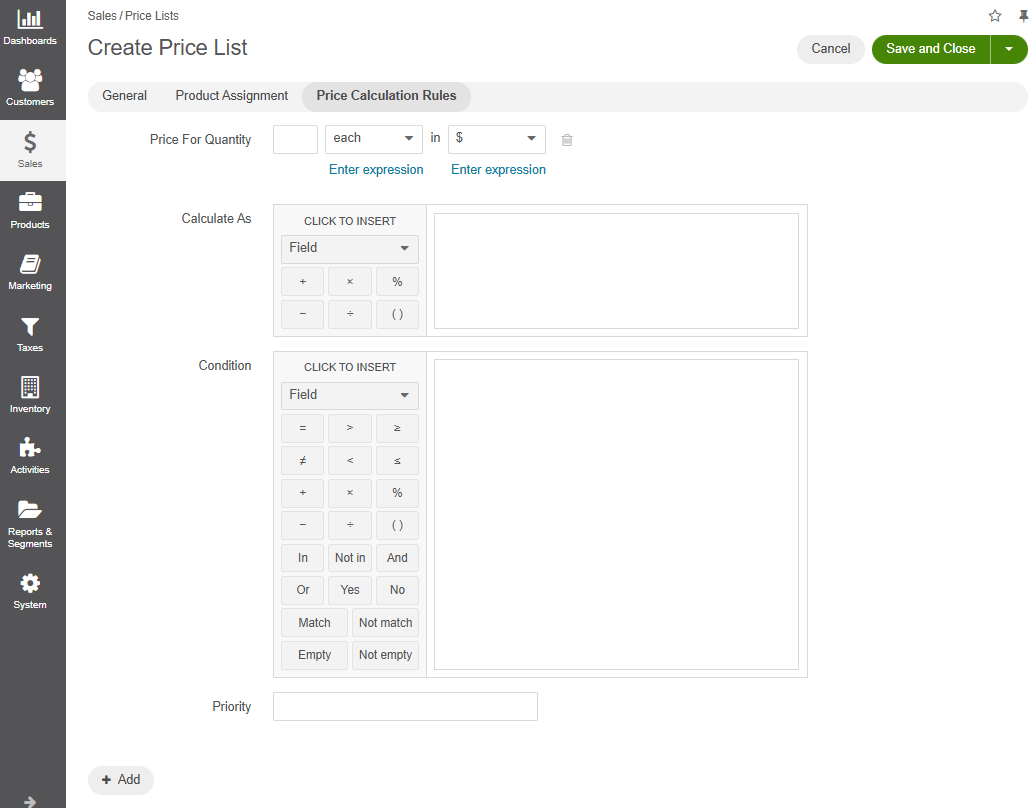 Dashboards
Customers
Sales
Products
Marketing
Taxes
Inventory
Activities
Reports &
Segments
System
Sales / Price Lists
Create Price List
Cancel
Save and Close
General Product Assignment Price Calculation Rules
Price For Quantity each in $
Enter expression Enter expression
Calculate As
CLICK TO INSERT
Field
+ × %
− ÷ ( )
Condition
CLICK TO INSERT
Field
= > ≥
≠ < ≤
+ × %
− ÷ ( )
In Not in And
Or Yes No
Match Not match
Empty Not empty
Priority
+ Add